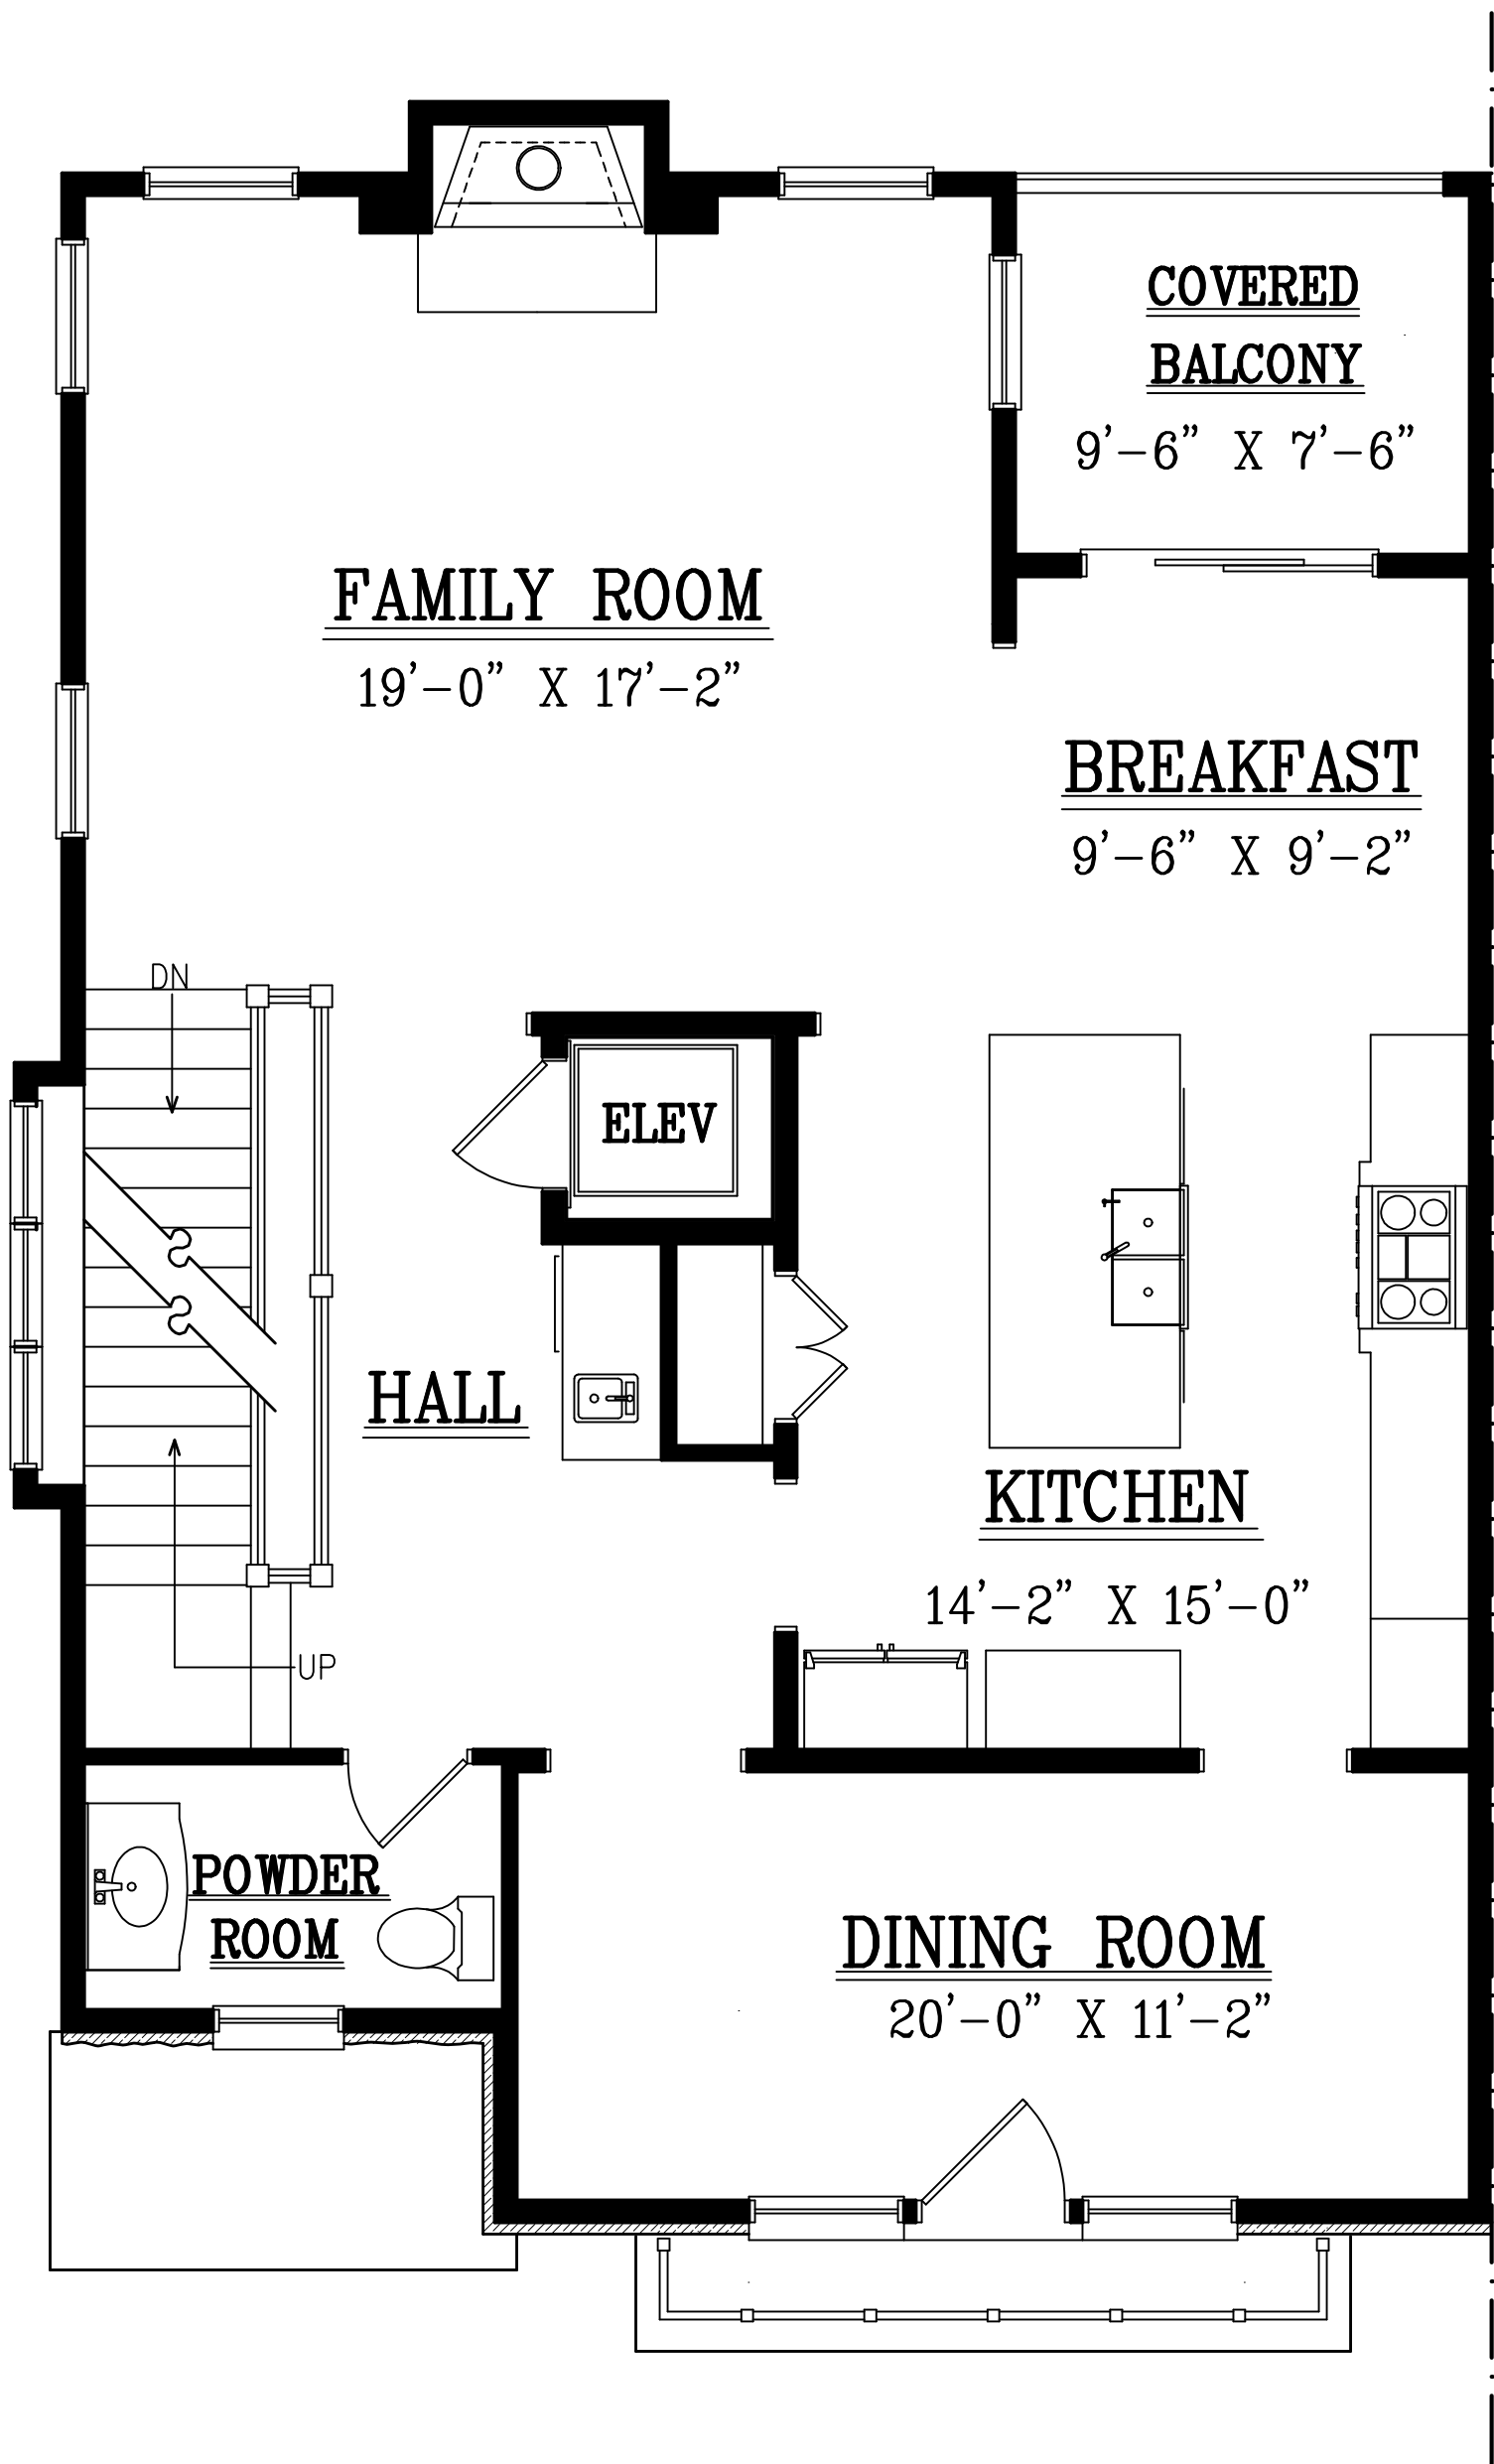 COVERED
BALCONY
9'-6" X 7'-6"
FAMILY ROOM
19'-0" X 17'-2"
BREAKFAST
9'-6" X 9'-2"
DN
ELEV
HALL
KITCHEN
14'-2" X 15'-0"
UP
POWDER
ROOM
DINING ROOM
20'-0" X 11'-2"